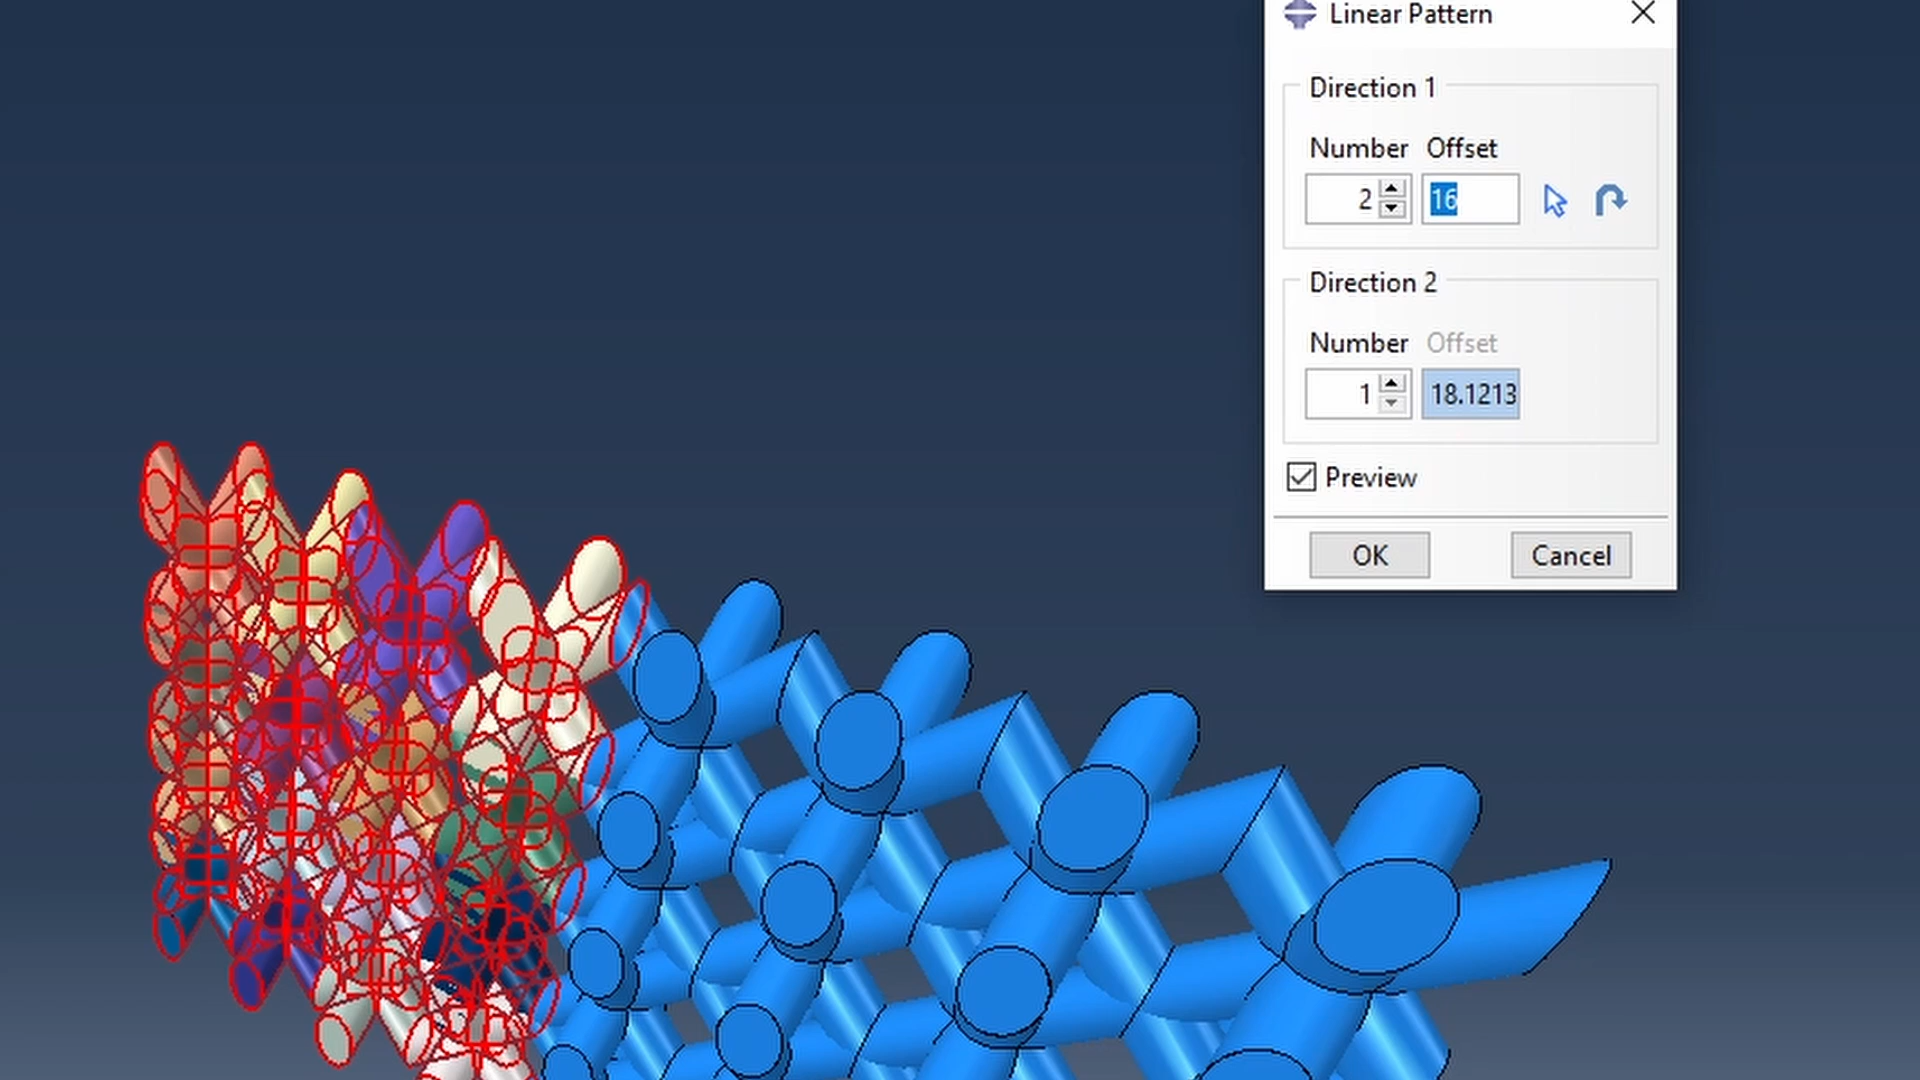 Linear Pattern
Direction 1
Number Offset
2 16
Direction 2
Number Offset
1 18.1213
Preview
OK Cancel